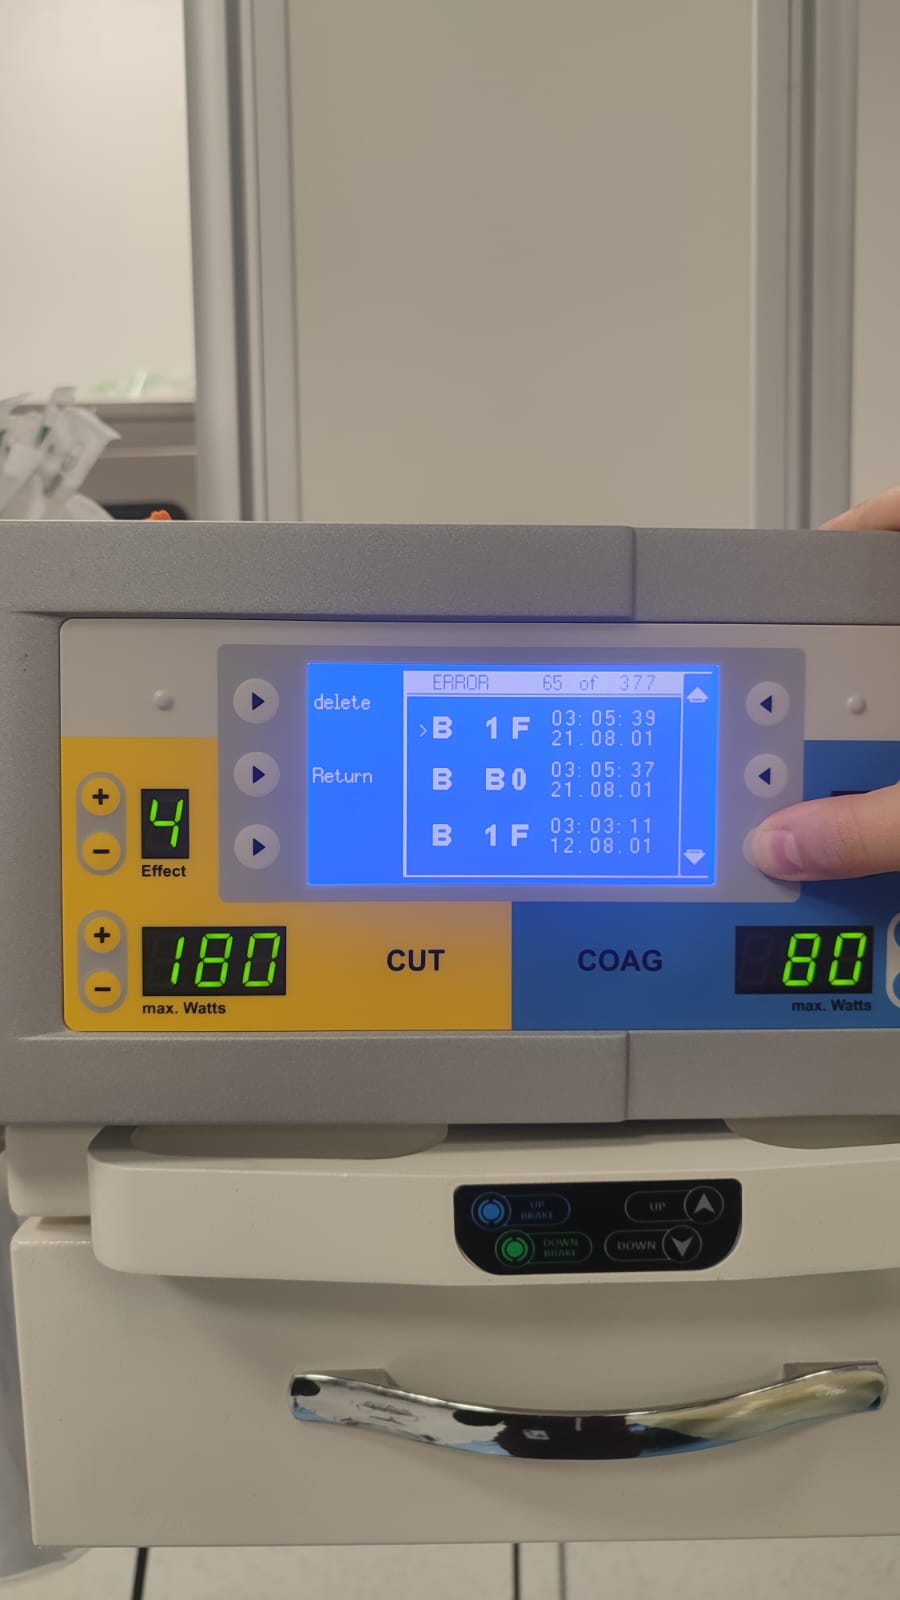 ERROR 65 of 377
delete
>B 1F 03:05:39
21.08.01
Return
B B0 03:05:37
21.08.01
B 1F 03:03:11
12.08.01
+
4
−
Effect
+
180
−
max. Watts
CUT
COAG
80
max. Watts
UP
BRAKE
UP
DOWN
BRAKE
DOWN